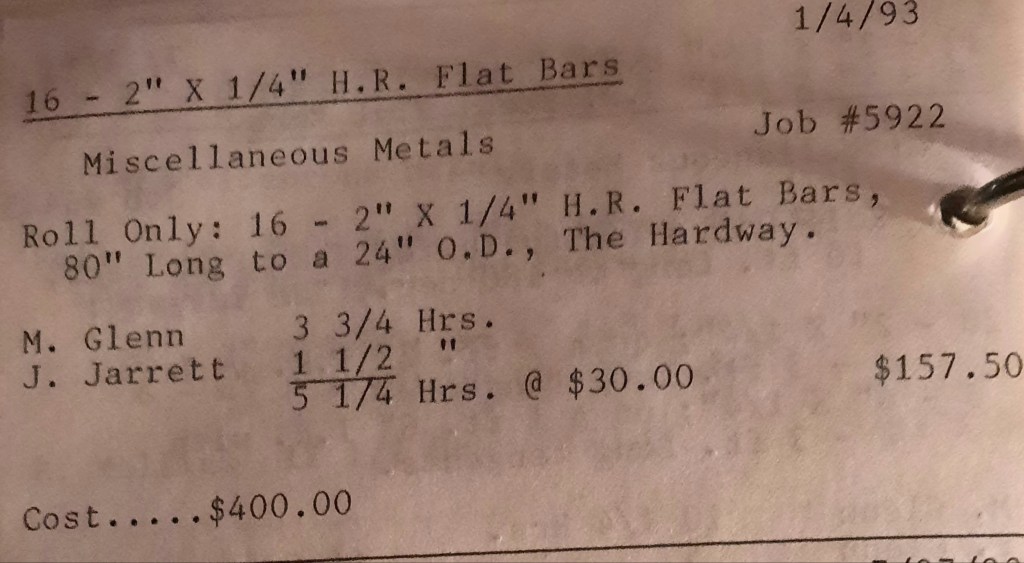 1/4/93
16 - 2" X 1/4" H.R. Flat Bars
Job #5922
Miscellaneous Metals
Roll Only: 16 - 2" X 1/4" H.R. Flat Bars,
80" Long to a 24" O.D., The Hardway.
M. Glenn 3 3/4 Hrs.
J. Jarrett 1 1/2 "
5 1/4 Hrs. @ $30.00 $157.50
Cost.....$400.00